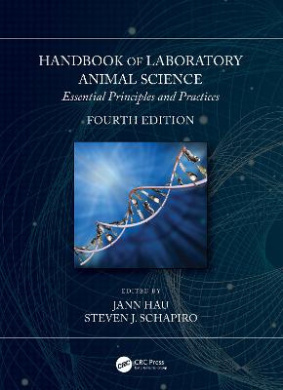 HANDBOOK OF LABORATORY
ANIMAL SCIENCE
Essential Principles and Practices
FOURTH EDITION
EDITED BY
JANN HAU
STEVEN J. SCHAPIRO
CRC
CRC Press